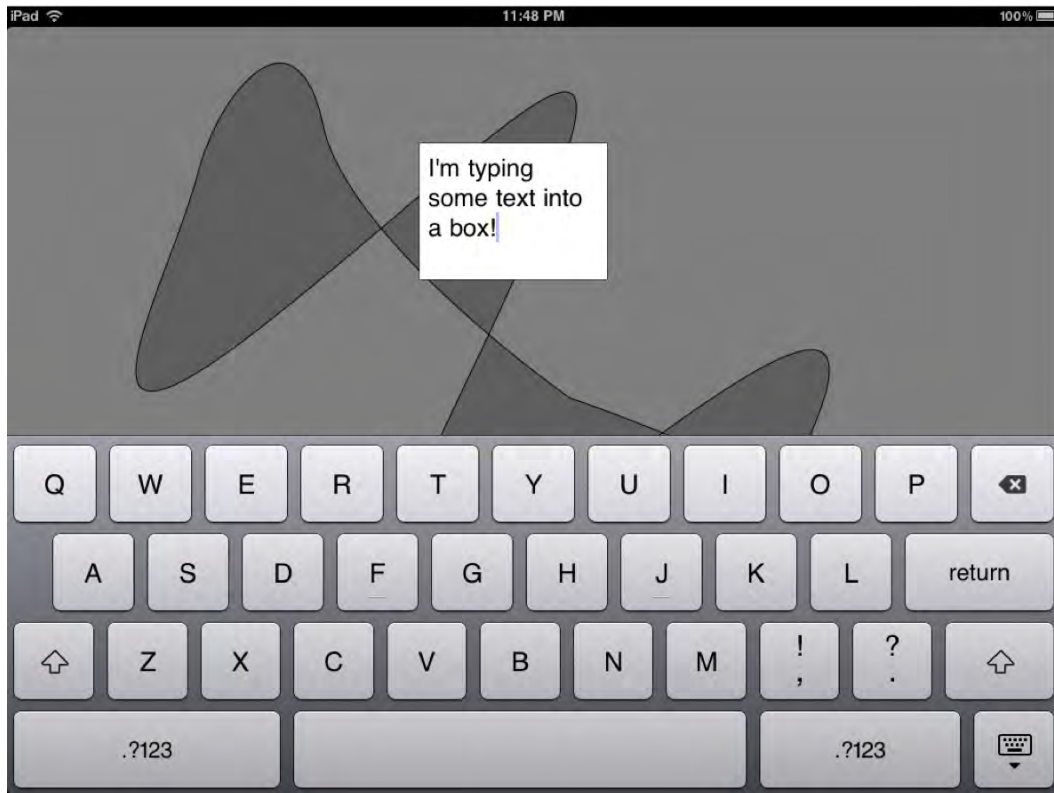 iPad 11:48 PM 100%
I'm typing
some text into
a box!
Q W E R T Y U I O P
A S D F G H J K L return
Z X C V B N M ! , ? .
.?123 .?123